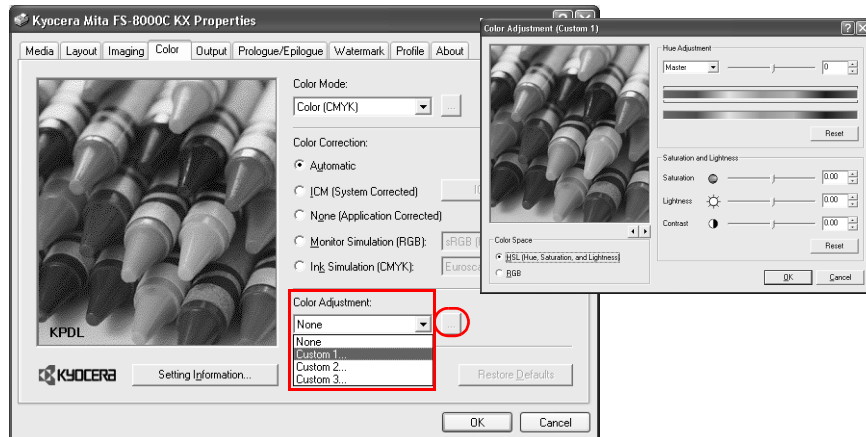 Kyocera Mita FS-8000C KX Properties
Media Layout Imaging Color Output Prologue/Epilogue Watermark Profile About
KPDL
KYOCERA
Setting Information...
Color Mode:
Color (CMYK)
...
Color Correction:
Automatic
ICM (System Corrected)
None (Application Corrected)
Monitor Simulation (RGB):
sRGB
Ink Simulation (CMYK):
Color Adjustment:
None
...
None
Custom 1...
Custom 2...
Custom 3...
Restore Defaults
OK Cancel
Color Adjustment (Custom 1)
Color Space
HSL (Hue, Saturation, and Lightness)
RGB
Hue Adjustment
Master 0
Reset
Saturation and Lightness
Saturation 0.00
Lightness 0.00
Contrast 0.00
Reset
OK Cancel